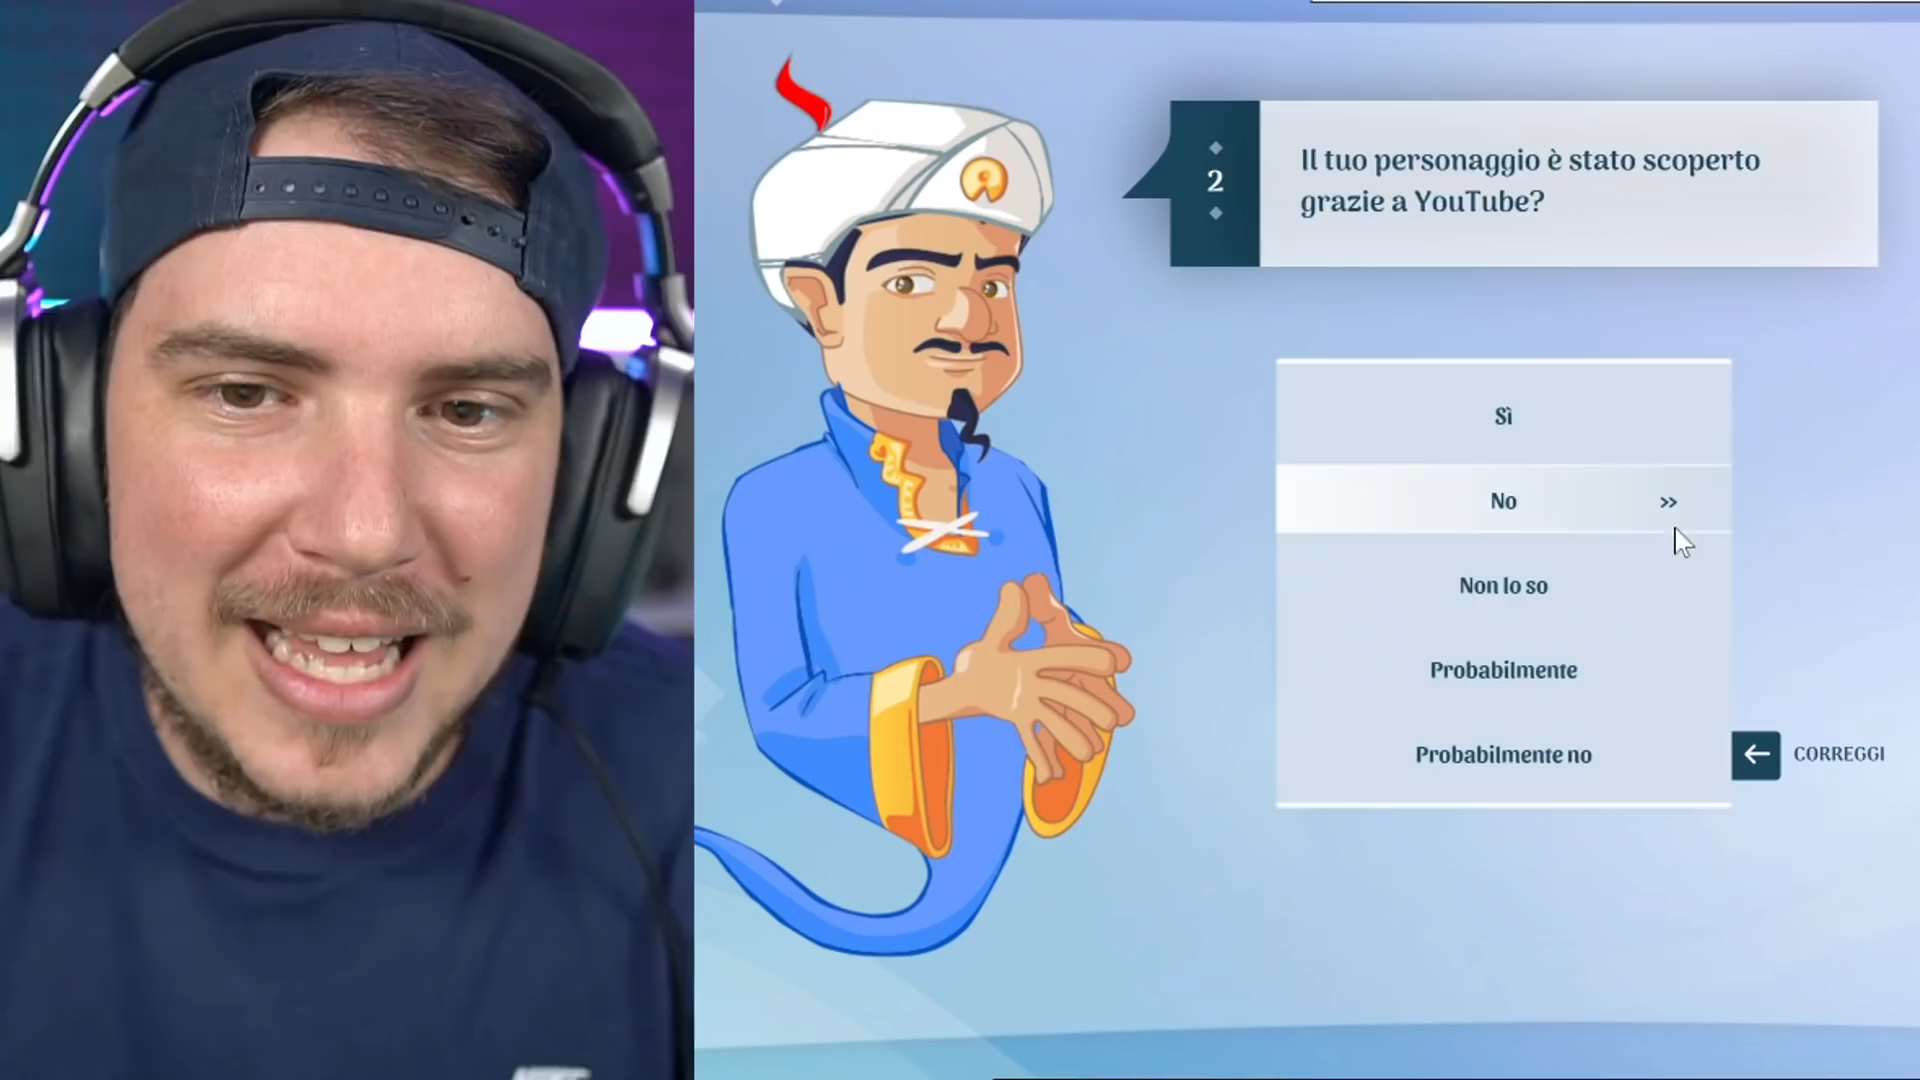 2
Il tuo personaggio è stato scoperto
grazie a YouTube?
Sì
No
Non lo so
Probabilmente
Probabilmente no
CORREGGI